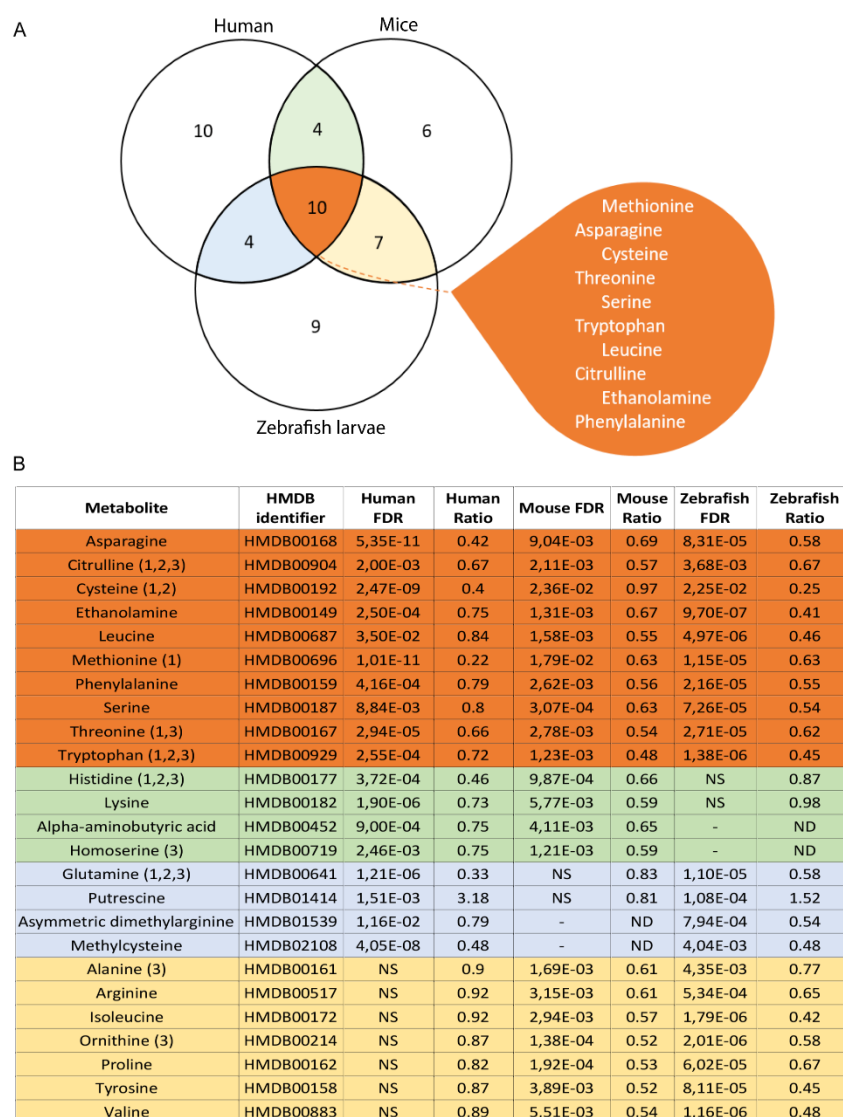 A
Human
Mice
10
4
6
10
4
7
9
Zebrafish larvae
Methionine
Asparagine
Cysteine
Threonine
Serine
Tryptophan
Leucine
Citrulline
Ethanolamine
Phenylalanine
B
Metabolite HMDB identifier Human FDR Human Ratio Mouse FDR Mouse Ratio Zebrafish FDR Zebrafish Ratio
Asparagine HMDB00168 5,35E-11 0.42 9,04E-03 0.69 8,31E-05 0.58
Citrulline (1,2,3) HMDB00904 2,00E-03 0.67 2,11E-03 0.57 3,68E-03 0.67
Cysteine (1,2) HMDB00192 2,47E-09 0.4 2,36E-02 0.97 2,25E-02 0.25
Ethanolamine HMDB00149 2,50E-04 0.75 1,31E-03 0.67 9,70E-07 0.41
Leucine HMDB00687 3,50E-02 0.84 1,58E-03 0.55 4,97E-06 0.46
Methionine (1) HMDB00696 1,01E-11 0.22 1,79E-02 0.63 1,15E-05 0.63
Phenylalanine HMDB00159 4,16E-04 0.79 2,62E-03 0.56 2,16E-05 0.55
Serine HMDB00187 8,84E-03 0.8 3,07E-04 0.63 7,26E-05 0.54
Threonine (1,3) HMDB00167 2,94E-05 0.66 2,78E-03 0.54 2,71E-05 0.62
Tryptophan (1,2,3) HMDB00929 2,55E-04 0.72 1,23E-03 0.48 1,38E-06 0.45
Histidine (1,2,3) HMDB00177 3,72E-04 0.46 9,87E-04 0.66 NS 0.87
Lysine HMDB00182 1,90E-06 0.73 5,77E-03 0.59 NS 0.98
Alpha-aminobutyric acid HMDB00452 9,00E-04 0.75 4,11E-03 0.65 - ND
Homoserine (3) HMDB00719 2,46E-03 0.75 1,21E-03 0.59 - ND
Glutamine (1,2,3) HMDB00641 1,21E-06 0.33 NS 0.83 1,10E-05 0.58
Putrescine HMDB01414 1,51E-03 3.18 NS 0.81 1,08E-04 1.52
Asymmetric dimethylarginine HMDB01539 1,16E-02 0.79 - ND 7,94E-04 0.54
Methylcysteine HMDB02108 4,05E-08 0.48 - ND 4,04E-03 0.48
Alanine (3) HMDB00161 NS 0.9 1,69E-03 0.61 4,35E-03 0.77
Arginine HMDB00517 NS 0.92 3,15E-03 0.61 5,34E-04 0.65
Isoleucine HMDB00172 NS 0.92 2,94E-03 0.57 1,79E-06 0.42
Ornithine (3) HMDB00214 NS 0.87 1,38E-04 0.52 2,01E-06 0.58
Proline HMDB00162 NS 0.82 1,92E-04 0.53 6,02E-05 0.67
Tyrosine HMDB00158 NS 0.87 3,89E-03 0.52 8,11E-05 0.45
Valine HMDB00883 NS 0.89 5,51E-03 0.54 1,16E-06 0.48